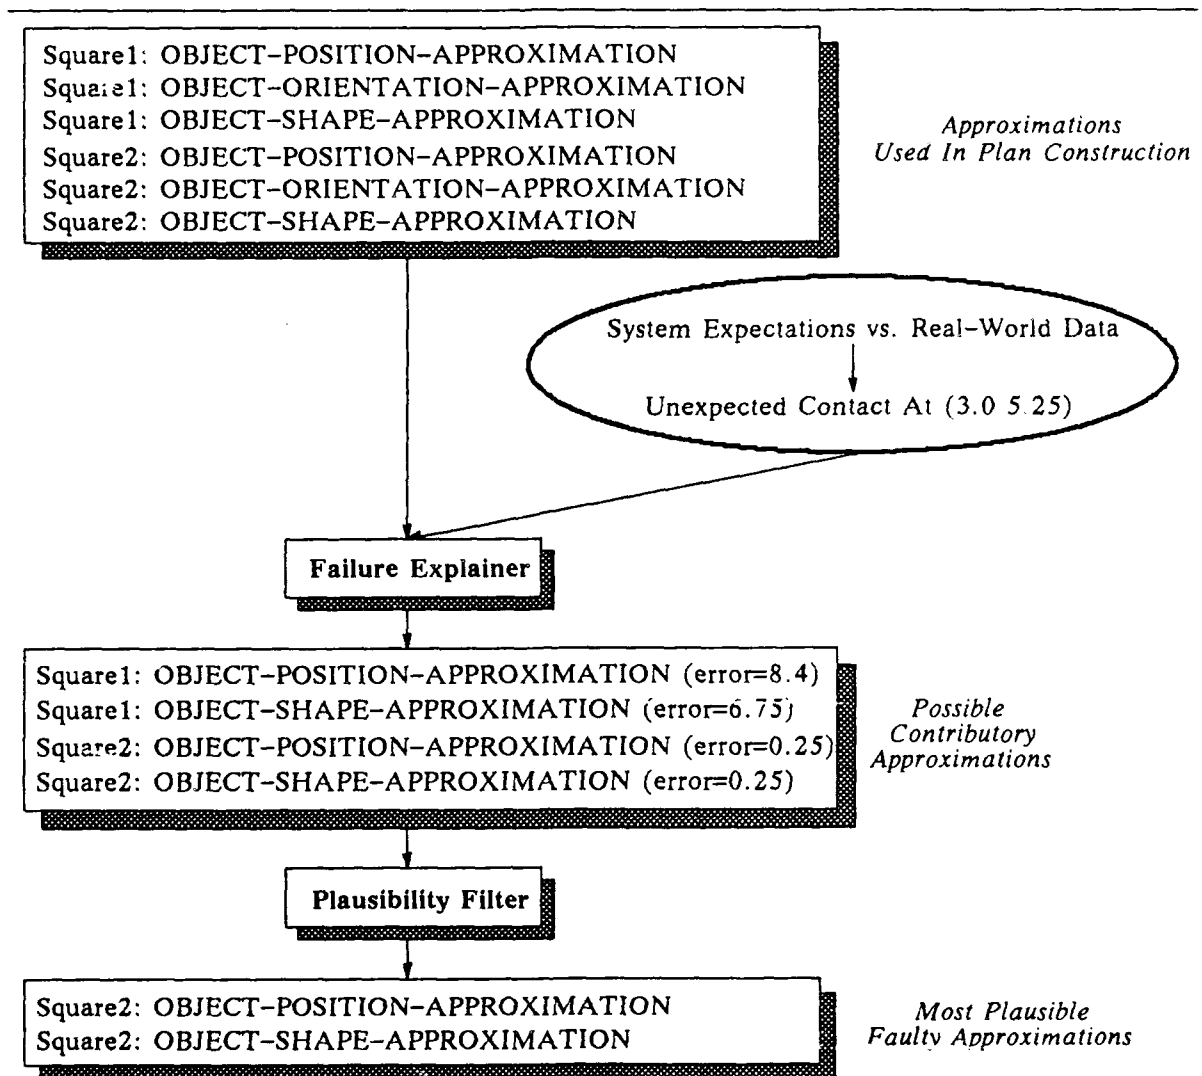 Square1: OBJECT-POSITION-APPROXIMATION
Square1: OBJECT-ORIENTATION-APPROXIMATION
Square1: OBJECT-SHAPE-APPROXIMATION
Square2: OBJECT-POSITION-APPROXIMATION
Square2: OBJECT-ORIENTATION-APPROXIMATION
Square2: OBJECT-SHAPE-APPROXIMATION
Approximations
Used In Plan Construction
System Expectations vs. Real-World Data
Unexpected Contact At (3.0 5.25)
Failure Explainer
Square1: OBJECT-POSITION-APPROXIMATION (error=8.4)
Square1: OBJECT-SHAPE-APPROXIMATION (error=6.75)
Square2: OBJECT-POSITION-APPROXIMATION (error=0.25)
Square2: OBJECT-SHAPE-APPROXIMATION (error=0.25)
Possible
Contributory
Approximations
Plausibility Filter
Square2: OBJECT-POSITION-APPROXIMATION
Square2: OBJECT-SHAPE-APPROXIMATION
Most Plausible
Faulty Approximations